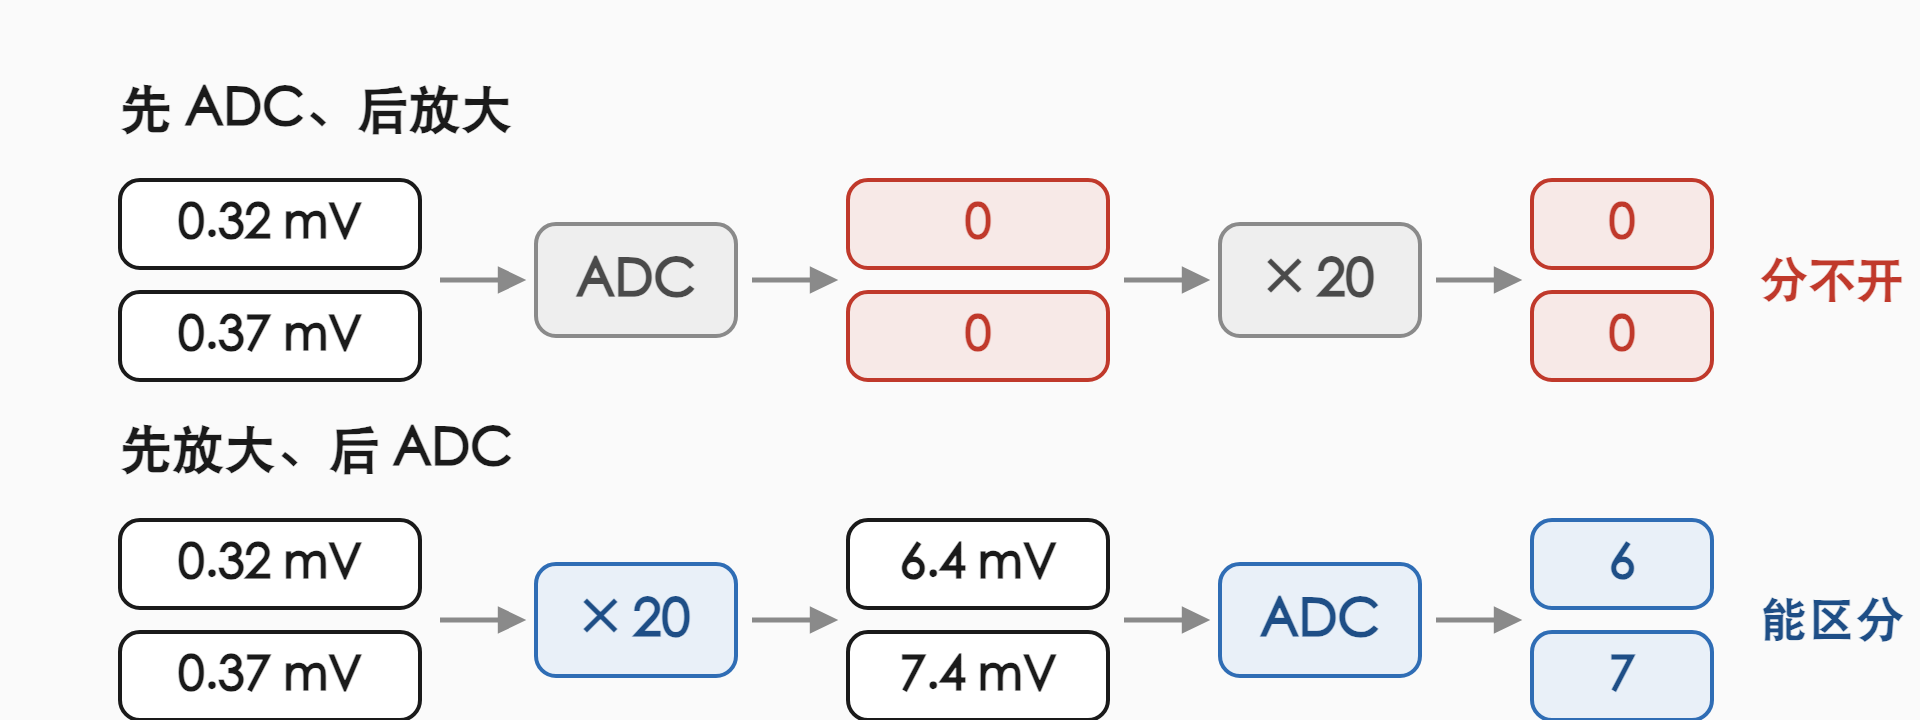 先 ADC、后放大
0.32 mV
0.37 mV
ADC
0
0
× 20
0
0
分不开
先放大、后 ADC
0.32 mV
0.37 mV
× 20
6.4 mV
7.4 mV
ADC
6
7
能区分